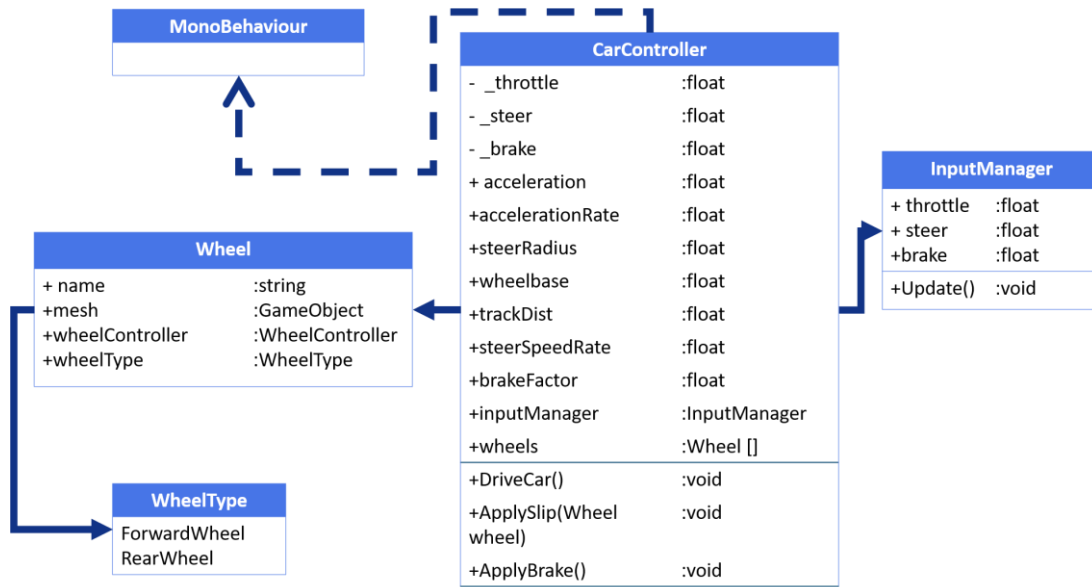 MonoBehaviour
CarController
- _throttle :float
- _steer :float
- _brake :float
+ acceleration :float
+accelerationRate :float
+steerRadius :float
+wheelbase :float
+trackDist :float
+steerSpeedRate :float
+brakeFactor :float
+inputManager :InputManager
+wheels :Wheel []
+DriveCar() :void
+ApplySlip(Wheel :void
wheel)
+ApplyBrake() :void
InputManager
+ throttle :float
+ steer :float
+brake :float
+Update() :void
Wheel
+ name :string
+mesh :GameObject
+wheelController :WheelController
+wheelType :WheelType
WheelType
ForwardWheel
RearWheel